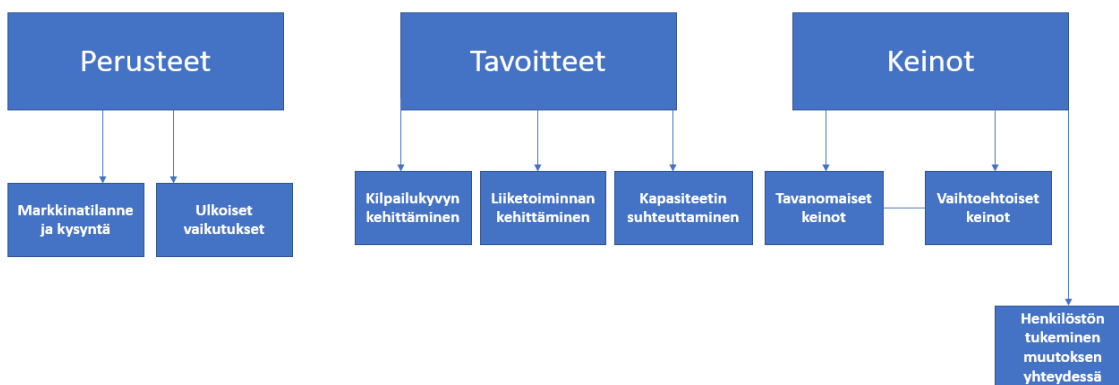 Perusteet
Tavoitteet
Keinot
Markkinatilanne
ja kysyntä
Ulkoiset
vaikutukset
Kilpailukyvyn
kehittäminen
Liiketoiminnan
kehittäminen
Kapasiteetin
suhteuttaminen
Tavanomaiset
keinot
Vaihtoehtoiset
keinot
Henkilöstön
tukeminen
muutoksen
yhteydessä